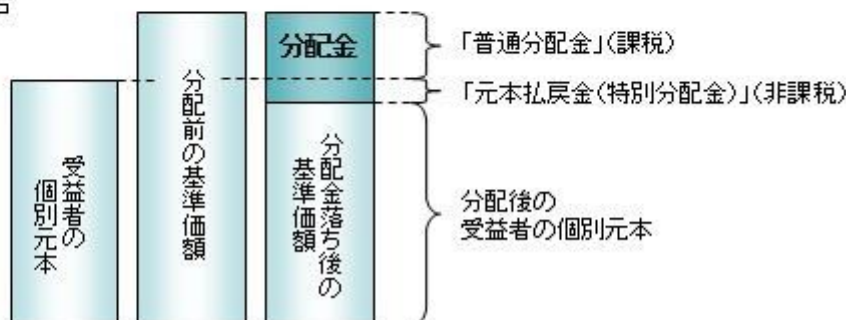 受益者の
個別元本
分配前の基準価額
分配金
分配金落ち後の
基準価額
「普通分配金」(課税)
「元本払戻金(特別分配金)」(非課税)
分配後の
受益者の個別元本